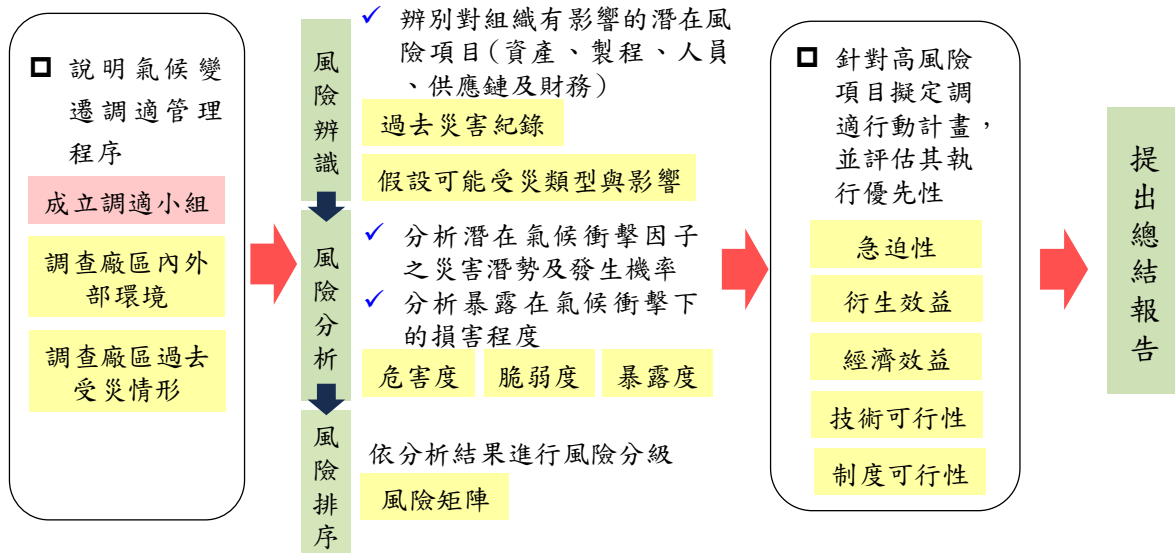 說明氣候變
遷調適管理
程序
成立調適小組
調查廠區內外
部環境
調查廠區過去
受災情形
風險辨識
辨別對組織有影響的潛在風
險項目(資產、製程、人員
、供應鏈及財務)
過去災害紀錄
假設可能受災類型與影響
風險分析
分析潛在氣候衝擊因子
之災害潛勢及發生機率
分析暴露在氣候衝擊下
的損害程度
危害度
脆弱度
暴露度
風險排序
依分析結果進行風險分級
風險矩陣
針對高風險
項目擬定調
適行動計畫，
並評估其執
行優先性
急迫性
衍生效益
經濟效益
技術可行性
制度可行性
提出總結報告